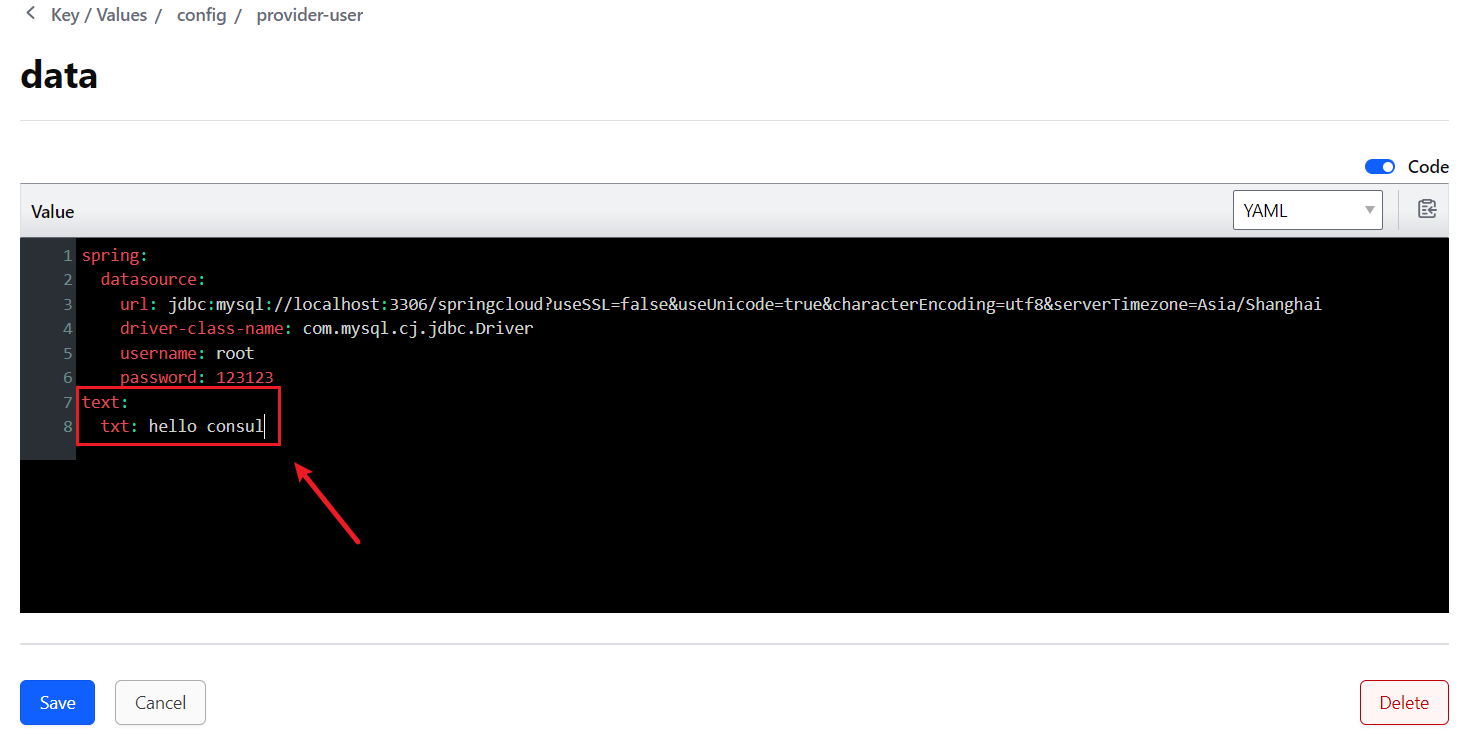 Key / Values / config / provider-user
data
Code
Value YAML
1 spring:
2   datasource:
3     url: jdbc:mysql://localhost:3306/springcloud?useSSL=false&useUnicode=true&characterEncoding=utf8&serverTimezone=Asia/Shanghai
4     driver-class-name: com.mysql.cj.jdbc.Driver
5     username: root
6     password: 123123
7 text:
8   txt: hello consul
Save Cancel Delete